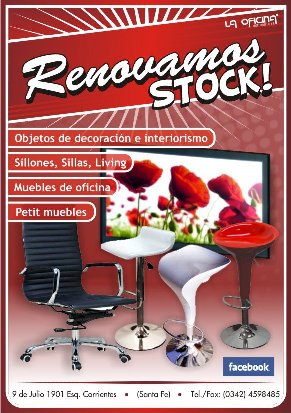 LA OFICINA
Renovamos
STOCK!
Objetos de decoración e interiorismo
Sillones, Sillas, Living
Muebles de oficina
Petit muebles
facebook
9 de Julio 1901 Esq. Corrientes • (Santa Fe) • Tel./Fax: (0342) 4598485